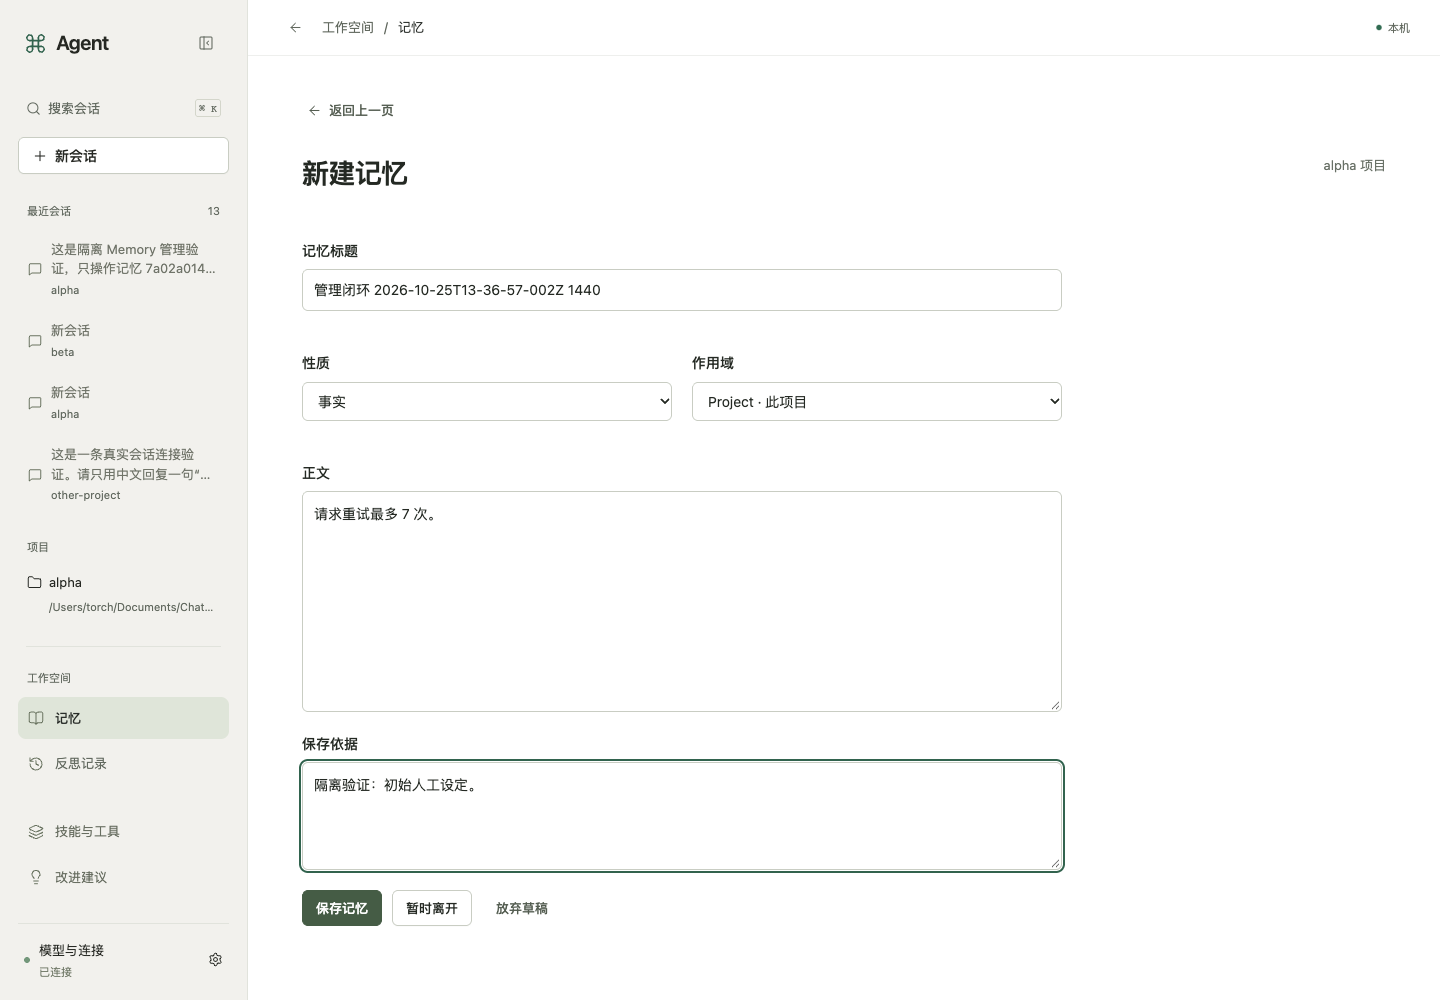 Agent
搜索会话
⌘ K
新会话
最近会话 13
这是隔离 Memory 管理验
证，只操作记忆 7a02a014...
alpha
新会话
beta
新会话
alpha
这是一条真实会话连接验
证。请只用中文回复一句“...
other-project
项目
alpha
/Users/torch/Documents/Chat...
工作空间
记忆
反思记录
技能与工具
改进建议
模型与连接
已连接
工作空间 / 记忆
本机
返回上一页
新建记忆
alpha 项目
记忆标题
管理闭环 2026-10-25T13-36-57-002Z 1440
性质
作用域
事实
Project · 此项目
正文
请求重试最多 7 次。
保存依据
隔离验证：初始人工设定。
保存记忆
暂时离开
放弃草稿